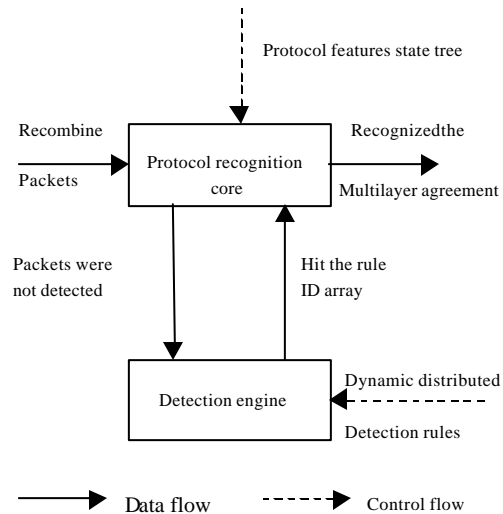 Protocol features state tree
Recombine
Packets
Protocol recognition
core
Recognizedthe
Multilayer agreement
Packets were
not detected
Hit the rule
ID array
Detection engine
Dynamic distributed
Detection rules
Data flow
Control flow